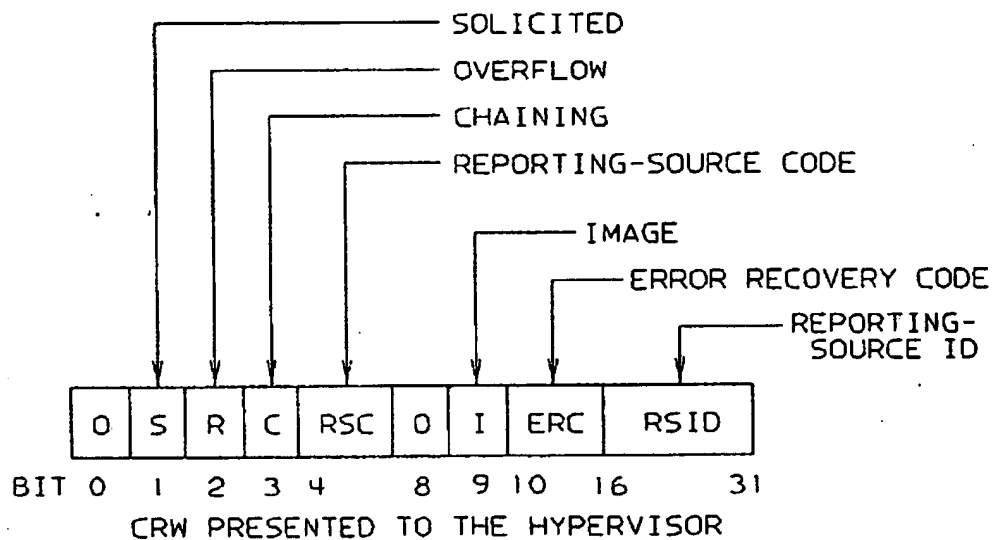 SOLICITED
OVERFLOW
CHAINING
REPORTING-SOURCE CODE
IMAGE
ERROR RECOVERY CODE
REPORTING-
SOURCE ID
0 S R C RSC 0 I ERC RSID
BIT 0 1 2 3 4 8 9 10 16 31
CRW PRESENTED TO THE HYPERVISOR